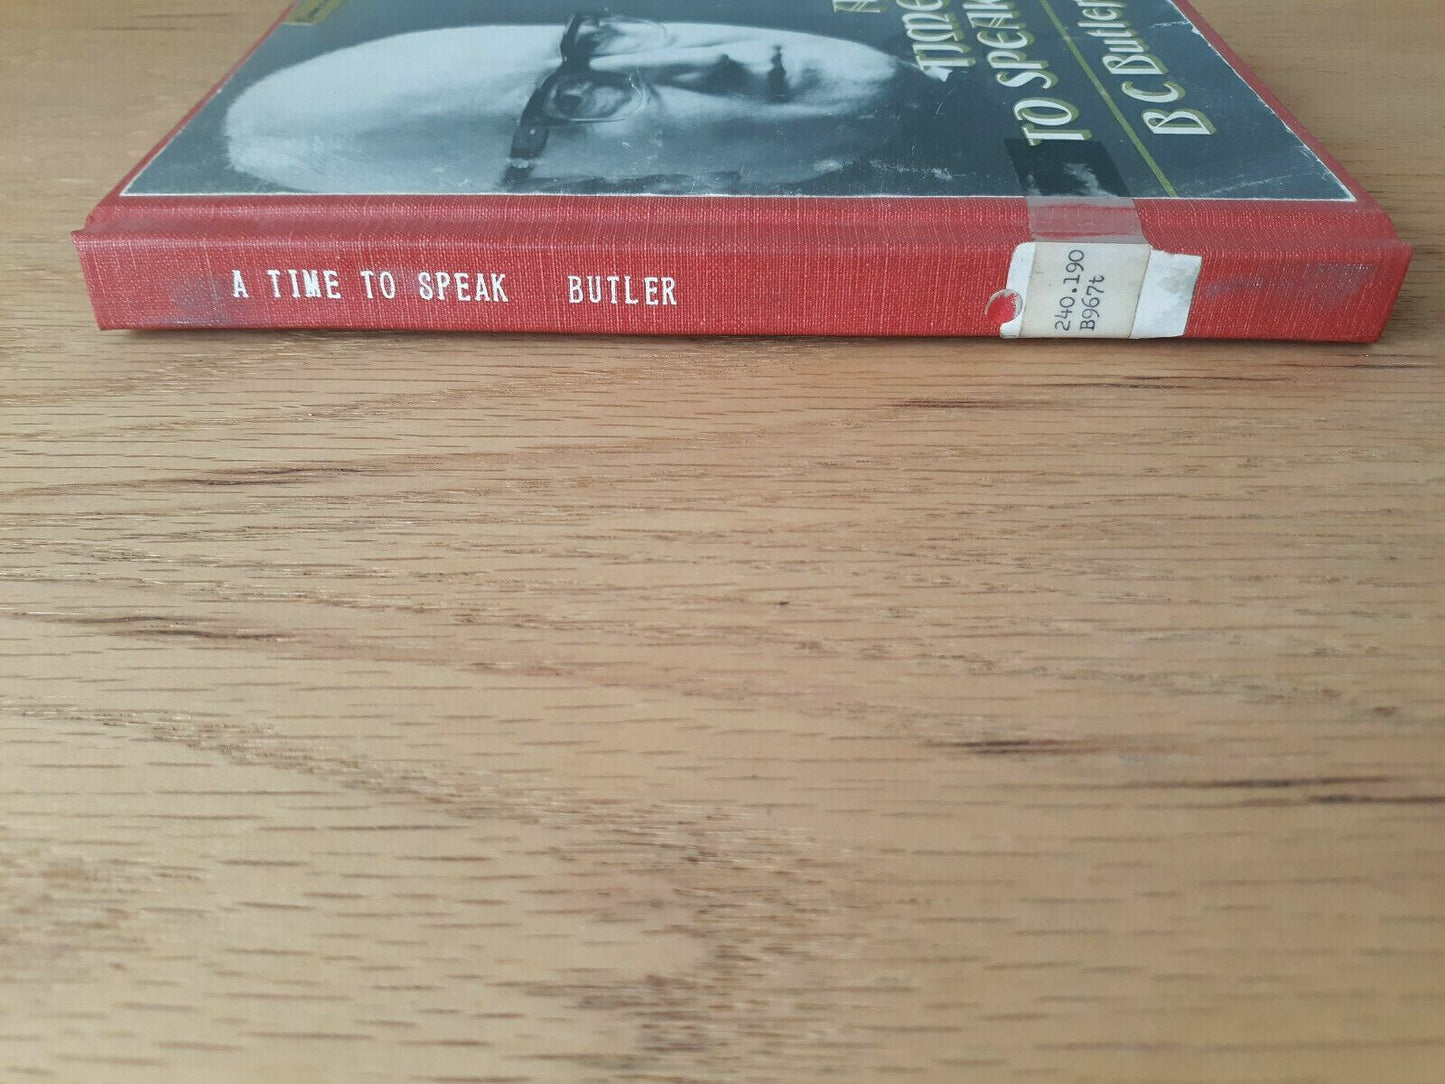 A
TIME
TO SPEAK
B C Butler
A TIME TO SPEAK BUTLER
240.190
B967t